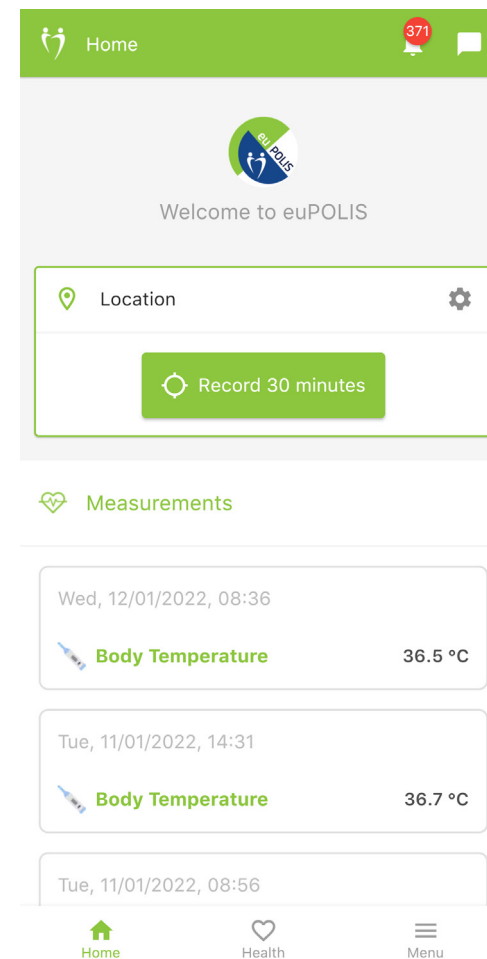 Home
371
eu POLIS
Welcome to euPOLIS
Location
Record 30 minutes
Measurements
Wed, 12/01/2022, 08:36
Body Temperature 36.5 °C
Tue, 11/01/2022, 14:31
Body Temperature 36.7 °C
Tue, 11/01/2022, 08:56
Home Health Menu